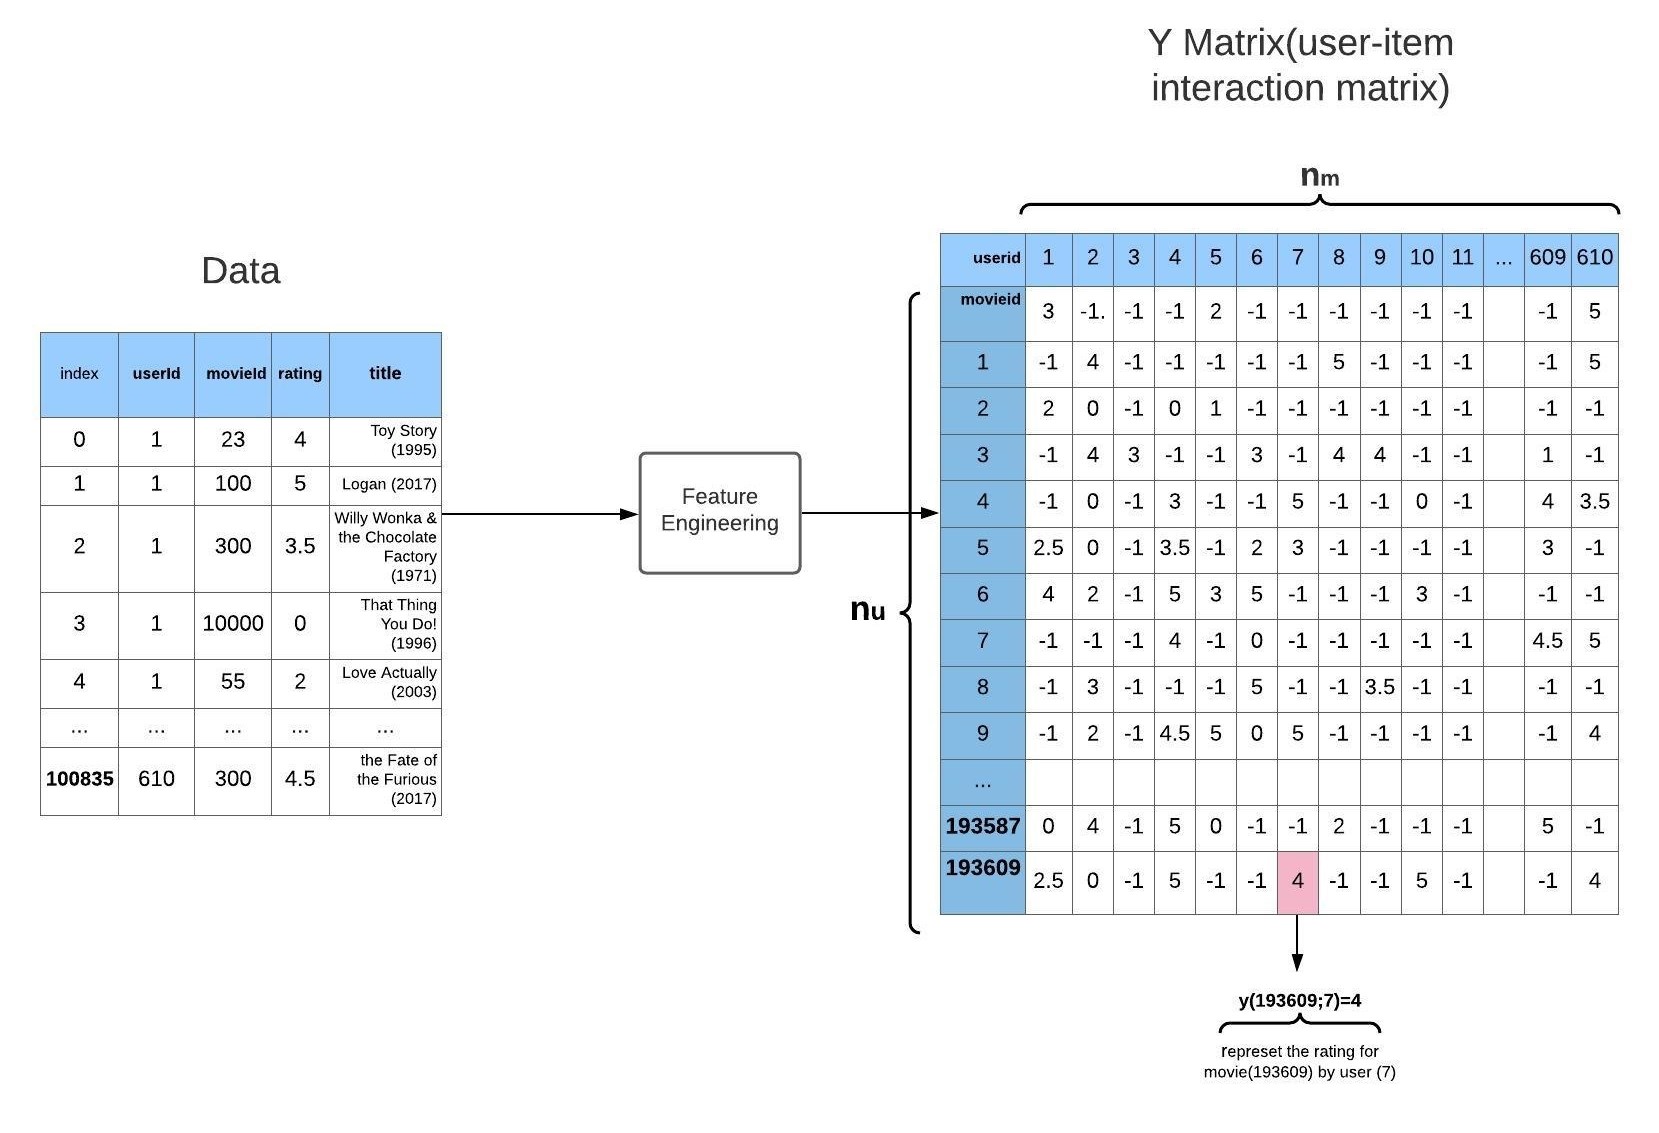 Y Matrix(user-item
interaction matrix)
nm
Data
index userId movieId rating title
0 1 23 4 Toy Story
(1995)
1 1 100 5 Logan (2017)
2 1 300 3.5 Willy Wonka &
the Chocolate
Factory
(1971)
3 1 10000 0 That Thing
You Do!
(1996)
4 1 55 2 Love Actually
(2003)
... ... ... ... ...
100835 610 300 4.5 the Fate of
the Furious
(2017)
Feature
Engineering
nu
userid 1 2 3 4 5 6 7 8 9 10 11 ... 609 610
movieid 3 -1. -1 -1 2 -1 -1 -1 -1 -1 -1 -1 5
1 -1 4 -1 -1 -1 -1 -1 5 -1 -1 -1 -1 5
2 2 0 -1 0 1 -1 -1 -1 -1 -1 -1 -1 -1
3 -1 4 3 -1 -1 3 -1 4 4 -1 -1 1 -1
4 -1 0 -1 3 -1 -1 5 -1 -1 0 -1 4 3.5
5 2.5 0 -1 3.5 -1 2 3 -1 -1 -1 -1 3 -1
6 4 2 -1 5 3 5 -1 -1 -1 3 -1 -1 -1
7 -1 -1 -1 4 -1 0 -1 -1 -1 -1 -1 4.5 5
8 -1 3 -1 -1 -1 5 -1 -1 3.5 -1 -1 -1 -1
9 -1 2 -1 4.5 5 0 5 -1 -1 -1 -1 -1 4
...
193587 0 4 -1 5 0 -1 -1 2 -1 -1 -1 5 -1
193609 2.5 0 -1 5 -1 -1 4 -1 -1 5 -1 -1 4
y(193609;7)=4
represet the rating for
movie(193609) by user (7)